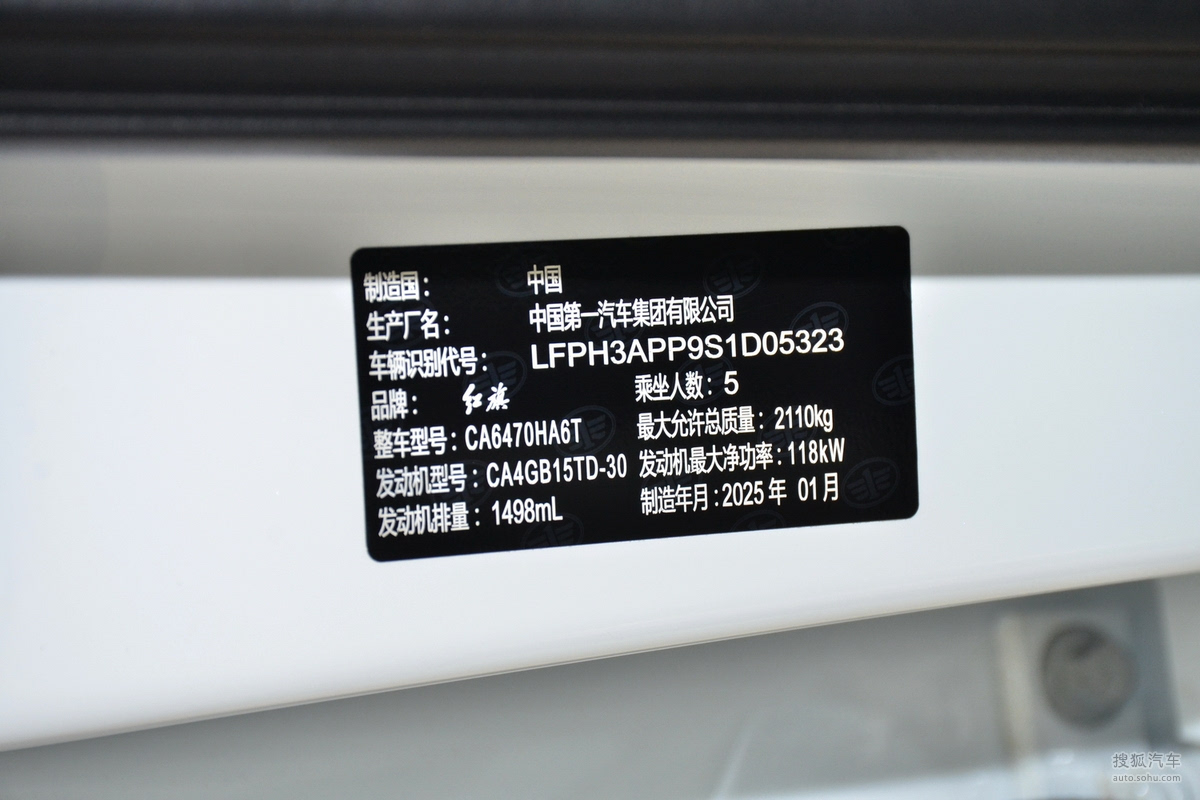 制造国： 中国
生产厂名： 中国第一汽车集团有限公司
车辆识别代号： LFPH3APP9S1D05323
品牌： 红旗 乘坐人数：5
整车型号：CA6470HA6T 最大允许总质量：2110kg
发动机型号：CA4GB15TD-30 发动机最大净功率：118kW
发动机排量：1498mL 制造年月：2025年 01月
搜狐汽车
auto.sohu.com